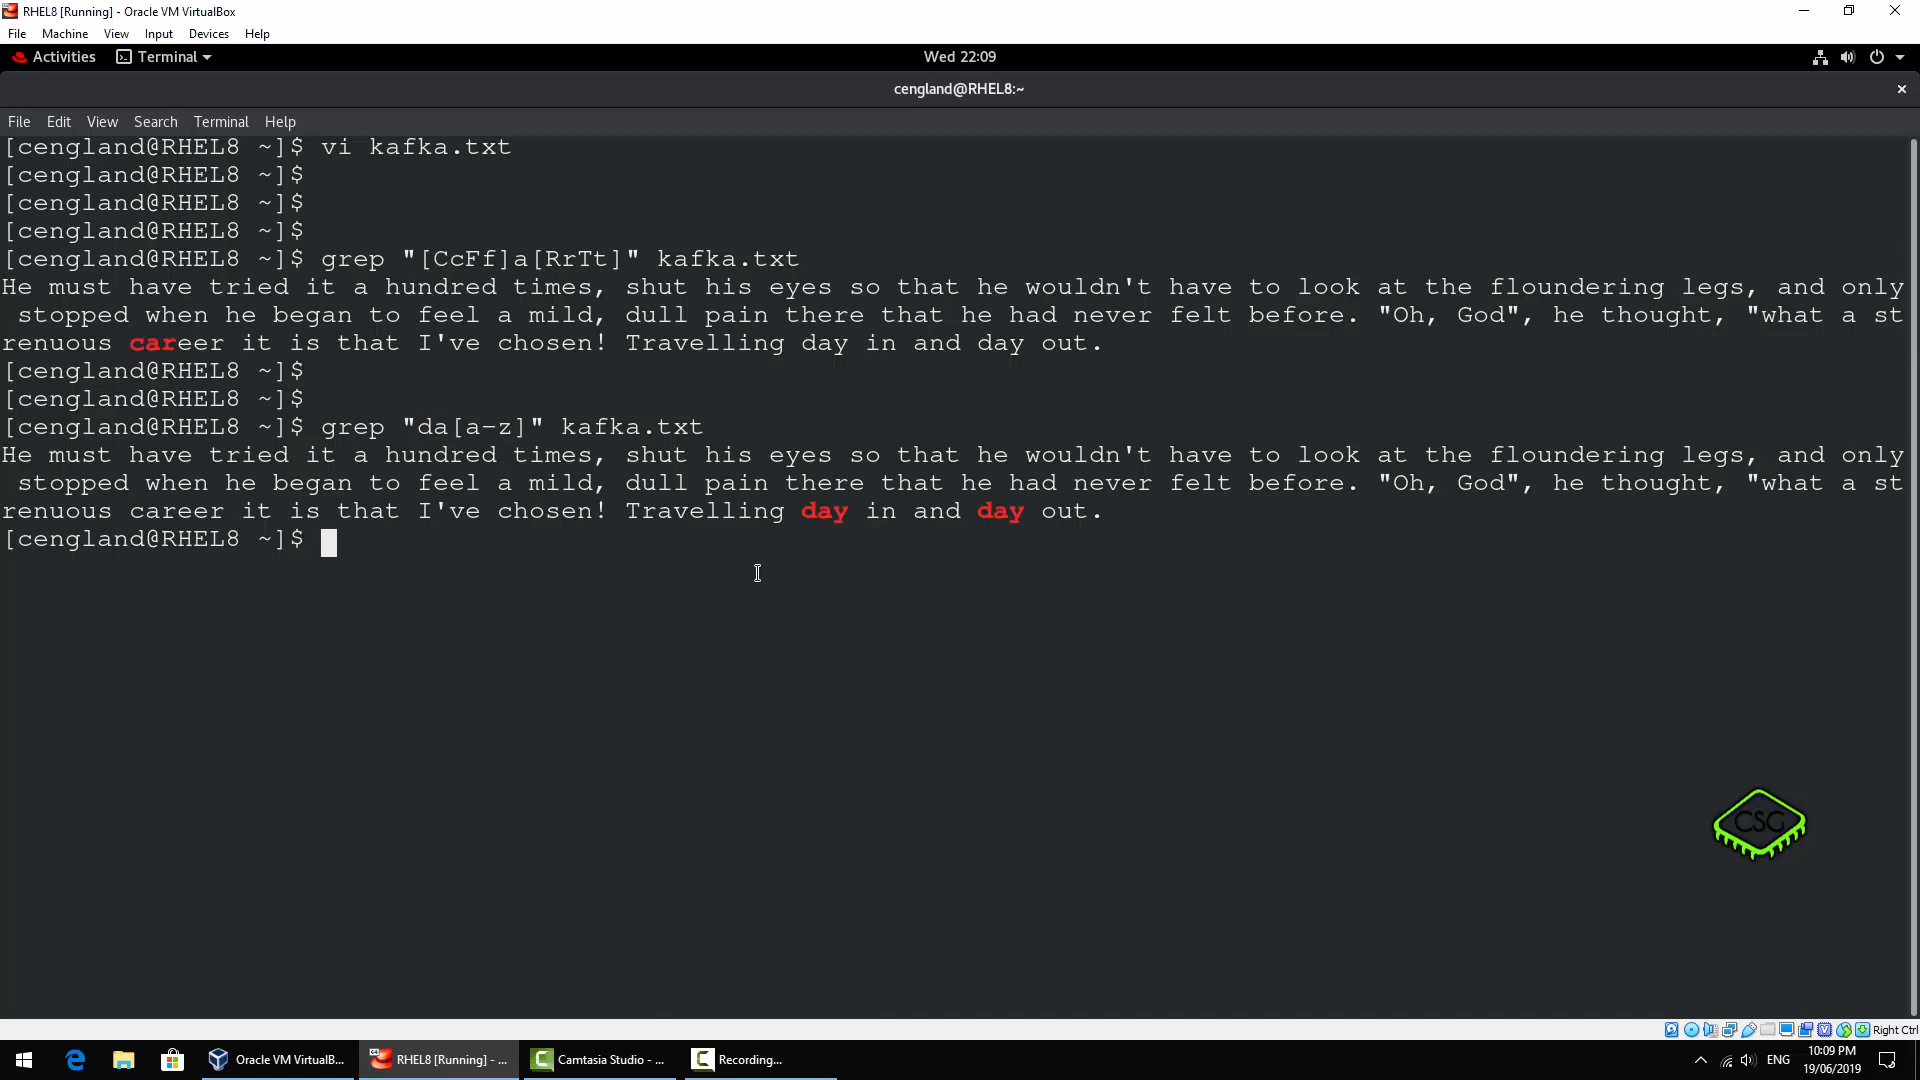 RHEL8 [Running] - Oracle VM VirtualBox
File Machine View Input Devices Help
Activities Terminal Wed 22:09
cengland@RHEL8:~
File Edit View Search Terminal Help
[cengland@RHEL8 ~]$ vi kafka.txt
[cengland@RHEL8 ~]$
[cengland@RHEL8 ~]$
[cengland@RHEL8 ~]$
[cengland@RHEL8 ~]$ grep "[CcFf]a[RrTt]" kafka.txt
He must have tried it a hundred times, shut his eyes so that he wouldn't have to look at the floundering legs, and only
 stopped when he began to feel a mild, dull pain there that he had never felt before. "Oh, God", he thought, "what a st
renuous career it is that I've chosen! Travelling day in and day out.
[cengland@RHEL8 ~]$
[cengland@RHEL8 ~]$
[cengland@RHEL8 ~]$ grep "da[a-z]" kafka.txt
He must have tried it a hundred times, shut his eyes so that he wouldn't have to look at the floundering legs, and only
 stopped when he began to feel a mild, dull pain there that he had never felt before. "Oh, God", he thought, "what a st
renuous career it is that I've chosen! Travelling day in and day out.
[cengland@RHEL8 ~]$
CSG
Right Ctrl
Oracle VM VirtualB... RHEL8 [Running] - ... Camtasia Studio - ... Recording... ENG 10:09 PM
19/06/2019